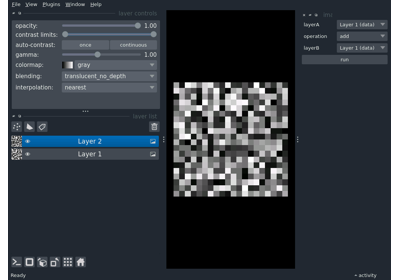 File View Plugins Window Help
layer controls
opacity: 1.00
contrast limits:
auto-contrast: once continuous
gamma: 1.00
colormap: gray
blending: translucent_no_depth
interpolation: nearest
layer list
Layer 2
Layer 1
layerA Layer 1 (data)
operation add
layerB Layer 1 (data)
run
Ready
activity